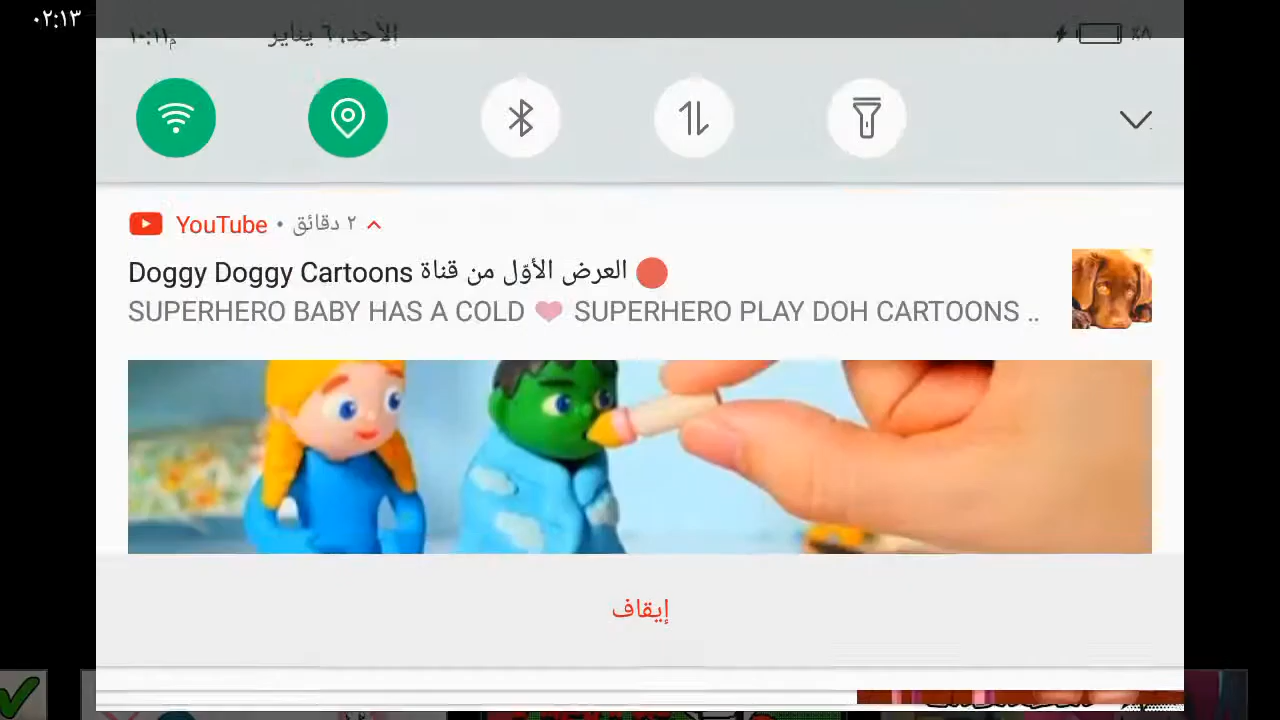 ٠٢:١٣
١٠:١١م
الأحد، ٦ يناير
٪٨
YouTube • ٢ دقائق
Doggy Doggy Cartoons العرض الأوّل من قناة
SUPERHERO BABY HAS A COLD SUPERHERO PLAY DOH CARTOONS ..
إيقاف